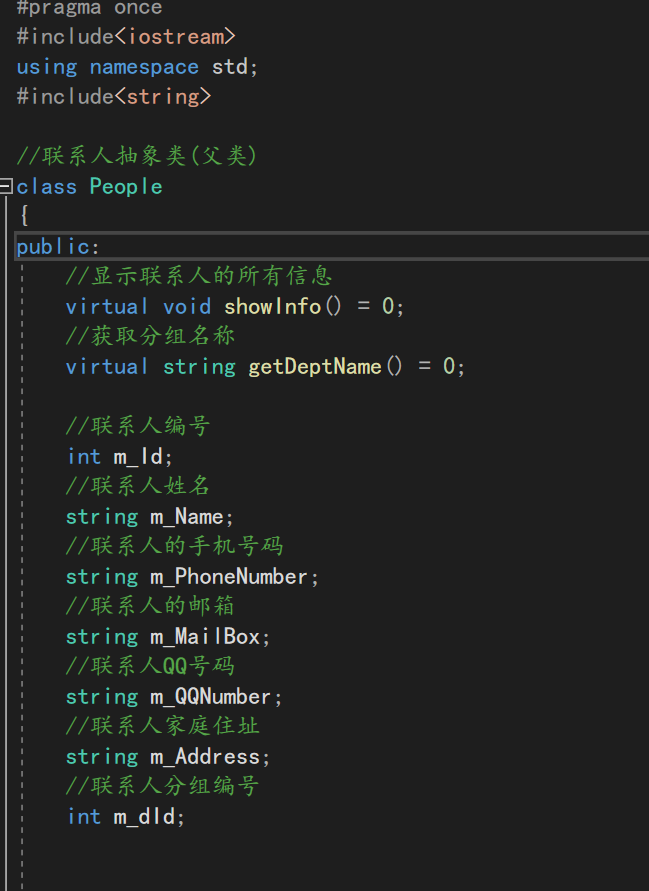 #pragma once
#include<iostream>
using namespace std;
#include<string>
//联系人抽象类(父类)
class People
{
public:
//显示联系人的所有信息
virtual void showInfo() = 0;
//获取分组名称
virtual string getDeptName() = 0;
//联系人编号
int m_Id;
//联系人姓名
string m_Name;
//联系人的手机号码
string m_PhoneNumber;
//联系人的邮箱
string m_MailBox;
//联系人QQ号码
string m_QQNumber;
//联系人家庭住址
string m_Address;
//联系人分组编号
int m_dId;